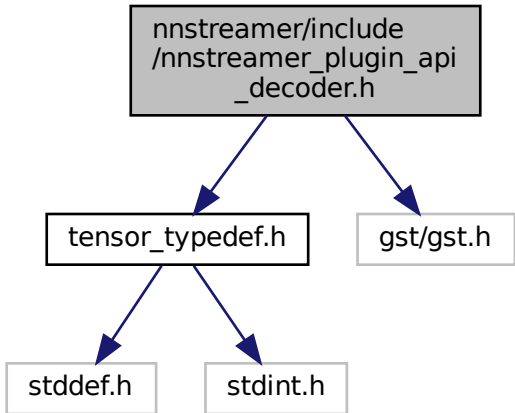 nnstreamer/include
/nnstreamer_plugin_api
_decoder.h
tensor_typedef.h
gst/gst.h
stddef.h
stdint.h